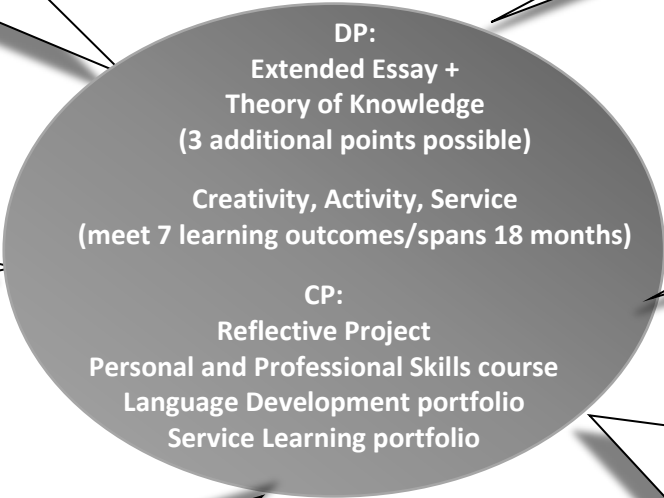 DP:
Extended Essay +
Theory of Knowledge
(3 additional points possible)
Creativity, Activity, Service
(meet 7 learning outcomes/spans 18 months)
CP:
Reflective Project
Personal and Professional Skills course
Language Development portfolio
Service Learning portfolio